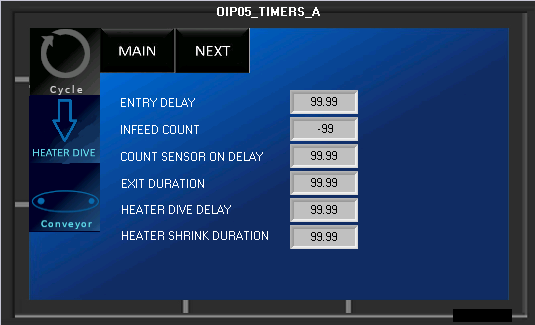 OIP05_TIMERS_A
MAIN NEXT
Cycle
HEATER DIVE
Conveyor
ENTRY DELAY 99.99
INFEED COUNT -99
COUNT SENSOR ON DELAY 99.99
EXIT DURATION 99.99
HEATER DIVE DELAY 99.99
HEATER SHRINK DURATION 99.99